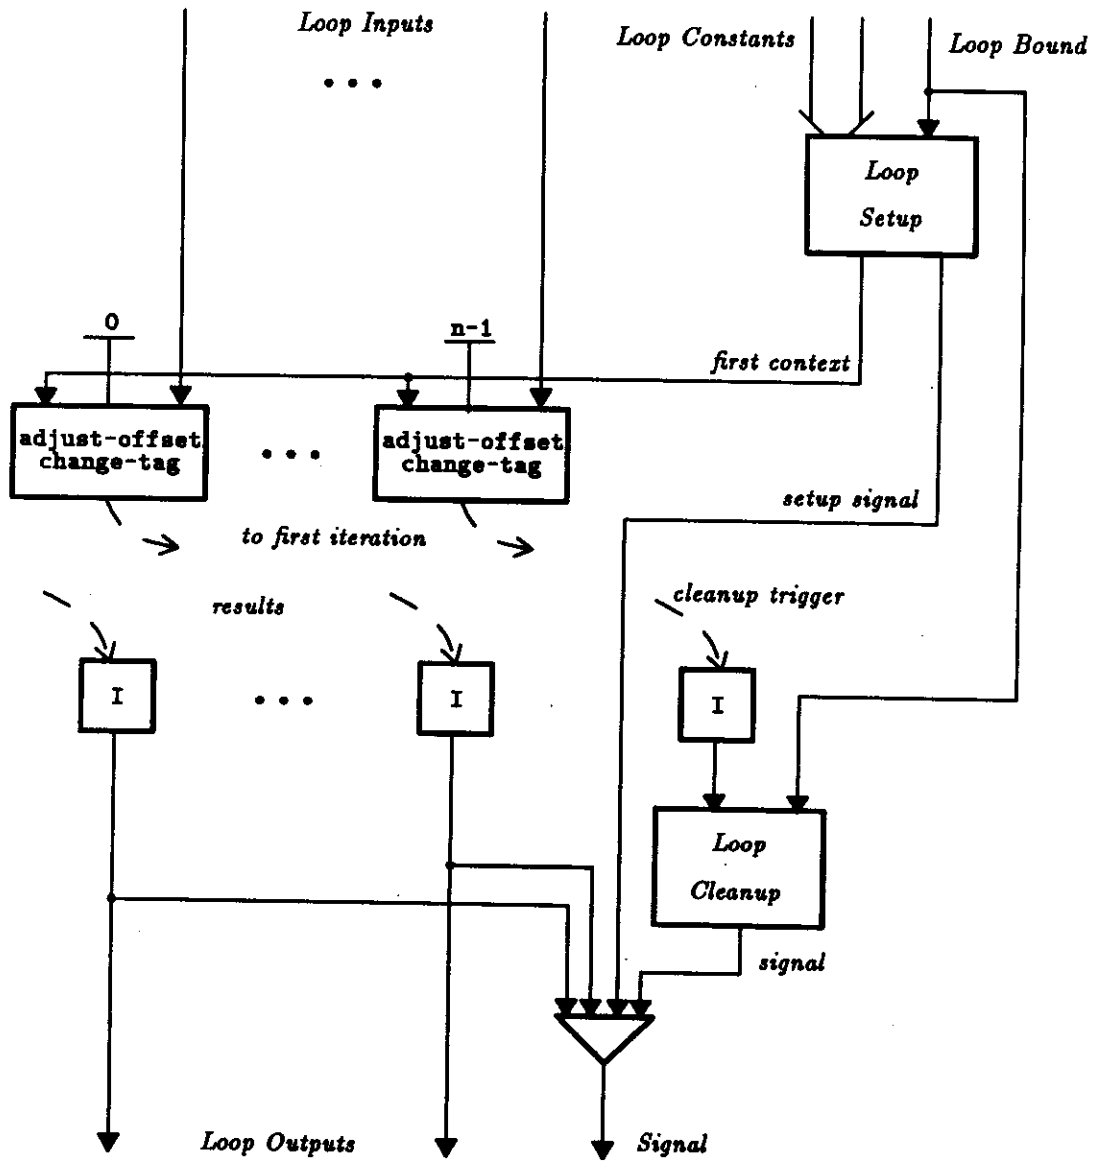 Loop Inputs
Loop Constants
Loop Bound
Loop
Setup
0
n-1
first context
adjust-offset
change-tag
adjust-offset
change-tag
setup signal
to first iteration
results
cleanup trigger
I
I
I
Loop
Cleanup
signal
Loop Outputs
Signal